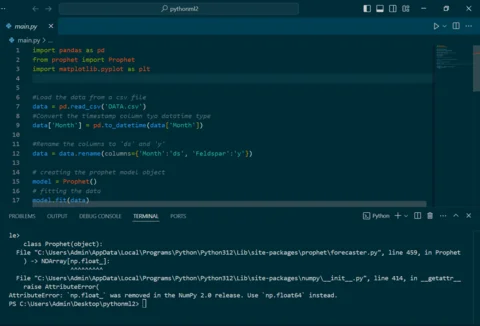 pythonml2
main.py
main.py > ...
1 import pandas as pd
2 from prophet import Prophet
3 import matplotlib.pyplot as plt
4
5
6 #Load the data from a csv file
7 data = pd.read_csv('DATA.csv')
8 #Convert the timestamp column typ datatime type
9 data['Month'] = pd.to_datetime(data['Month'])
10
11 #Rename the columns to 'ds' and 'y'
12 data = data.rename(columns={'Month':'ds', 'Feldspar':'y'})
13
14 # creating the prophet model object
15 model = Prophet()
16 # fitting the data
17 model.fit(data)
PROBLEMS OUTPUT DEBUG CONSOLE TERMINAL PORTS Python
le>
class Prophet(object):
File "C:\Users\Admin\AppData\Local\Programs\Python\Python312\Lib\site-packages\prophet\forecaster.py", line 459, in Prophet
) -> NDArray[np.float_]:
^^^^^^^^^
File "C:\Users\Admin\AppData\Local\Programs\Python\Python312\Lib\site-packages\numpy\__init__.py", line 414, in __getattr__
raise AttributeError(
AttributeError: `np.float_` was removed in the NumPy 2.0 release. Use `np.float64` instead.
PS C:\Users\Admin\Desktop\pythonml2>